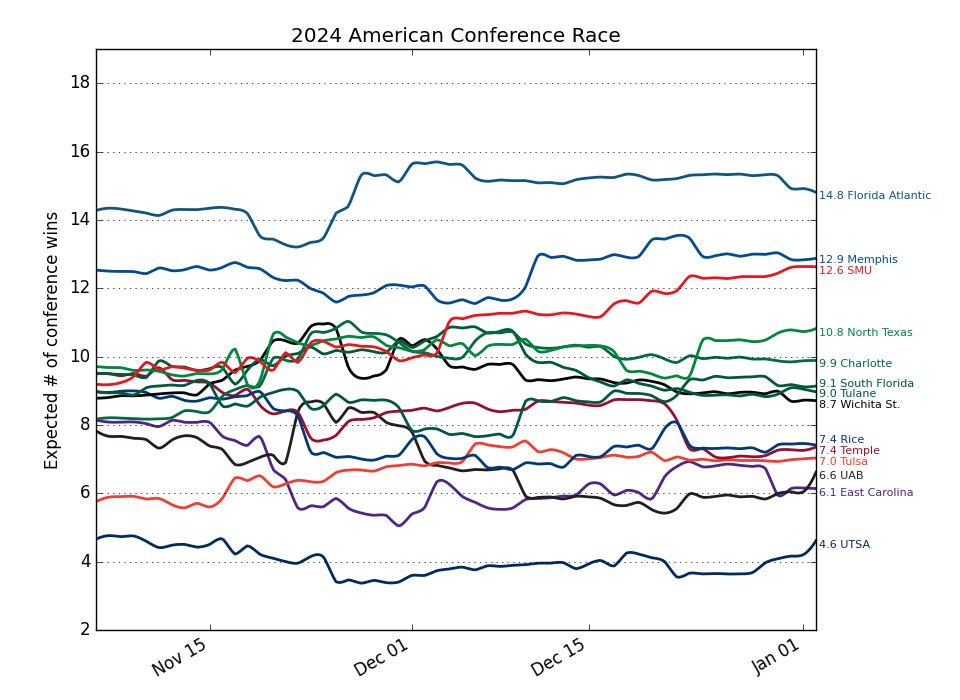 2024 American Conference Race
Expected # of conference wins
18
16
14
12
10
8
6
4
2
Nov 15
Dec 01
Dec 15
Jan 01
14.8 Florida Atlantic
12.9 Memphis
12.6 SMU
10.8 North Texas
9.9 Charlotte
9.1 South Florida
9.0 Tulane
8.7 Wichita St.
7.4 Rice
7.4 Temple
7.0 Tulsa
6.6 UAB
6.1 East Carolina
4.6 UTSA